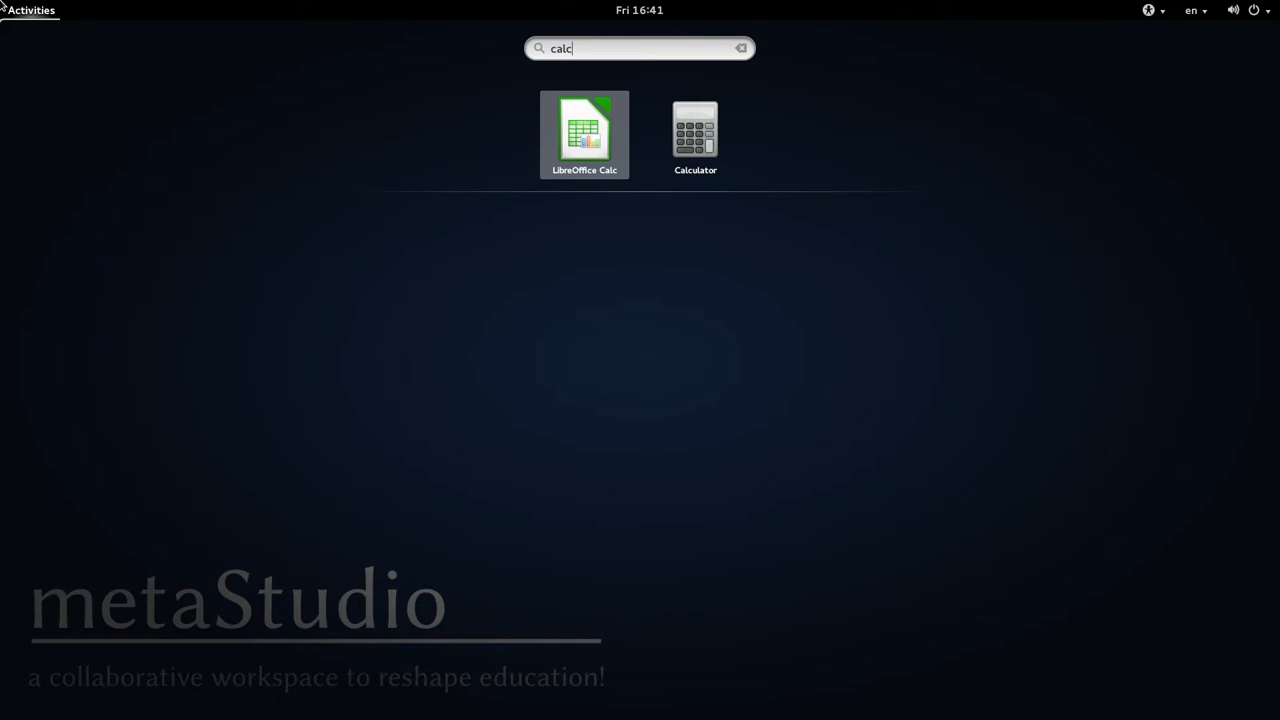 Activities
Fri 16:41
en
calc
LibreOffice Calc
Calculator
metaStudio
a collaborative workspace to reshape education!